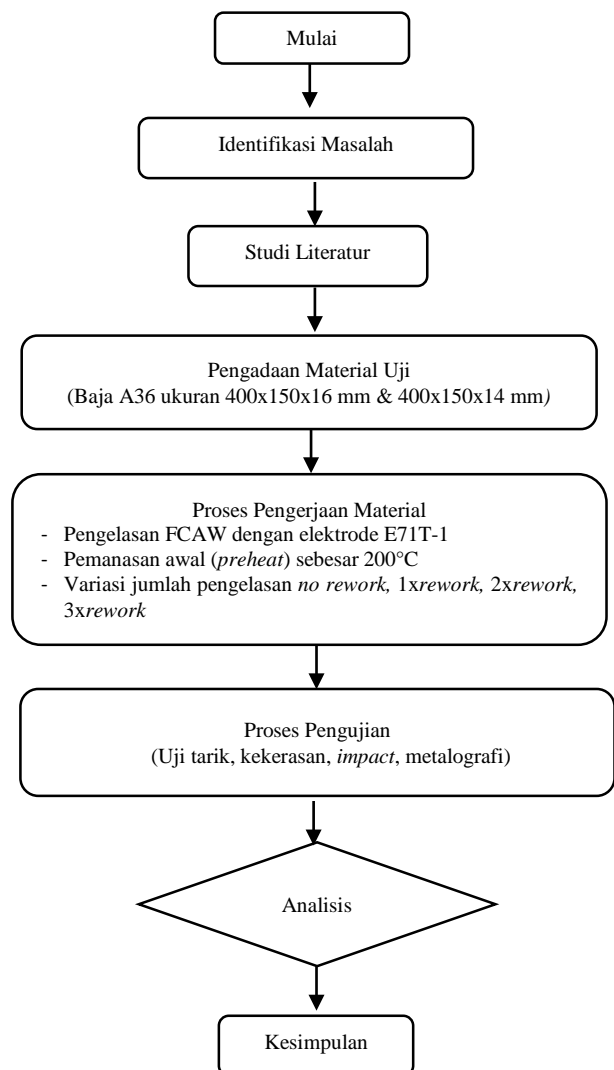 Mulai
Identifikasi Masalah
Studi Literatur
Pengadaan Material Uji
(Baja A36 ukuran 400x150x16 mm & 400x150x14 mm)
Proses Pengerjaan Material
- Pengelasan FCAW dengan elektrode E71T-1
- Pemanasan awal (preheat) sebesar 200°C
- Variasi jumlah pengelasan no rework, 1xrework, 2xrework,
3xrework
Proses Pengujian
(Uji tarik, kekerasan, impact, metalografi)
Analisis
Kesimpulan